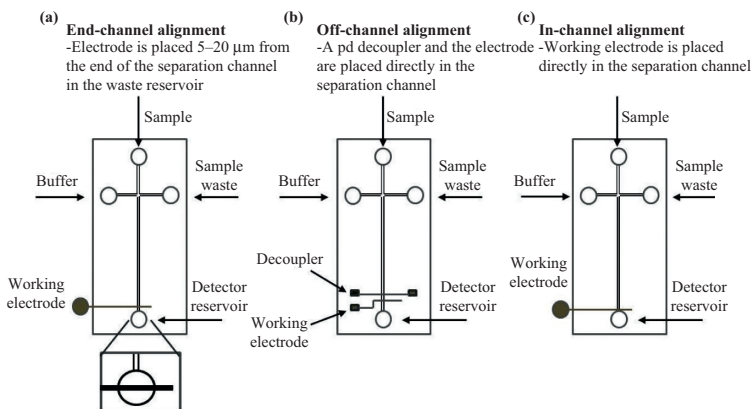 (a)
End-channel alignment
-Electrode is placed 5–20 μm from
the end of the separation channel
in the waste reservoir
Sample
Buffer
Sample
waste
Working
electrode
Detector
reservoir
(b)
Off-channel alignment
-A pd decoupler and the electrode
are placed directly in the
separation channel
Sample
Buffer
Sample
waste
Decoupler
Working
electrode
Detector
reservoir
(c)
In-channel alignment
-Working electrode is placed
directly in the separation channel
Sample
Buffer
Sample
waste
Working
electrode
Detector
reservoir